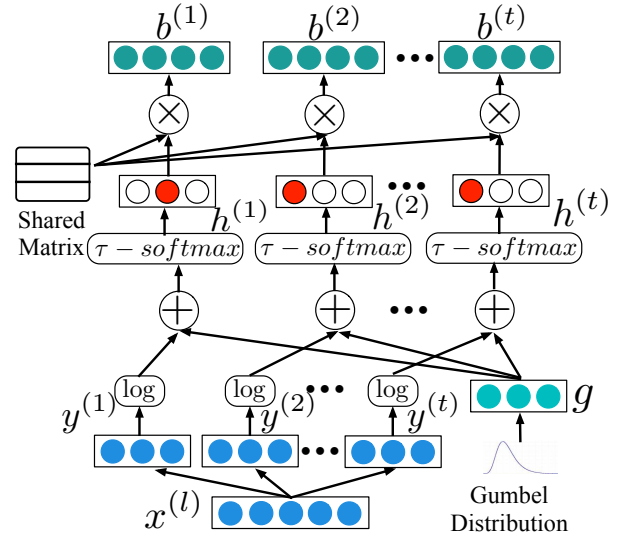 b^{(1)} b^{(2)} b^{(t)}
Shared
Matrix
h^{(1)} h^{(2)} h^{(t)}
τ − softmax τ − softmax τ − softmax
log log log
y^{(1)} y^{(2)} y^{(t)} g
x^{(l)}
Gumbel
Distribution